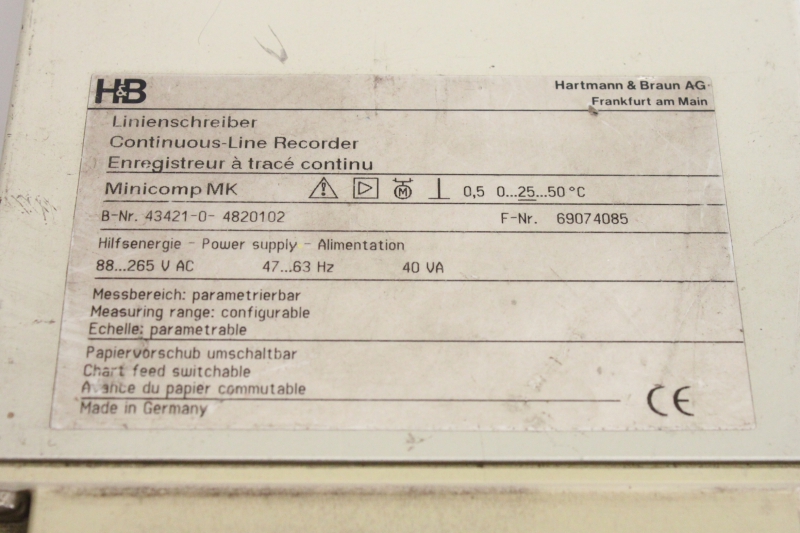 H&B
Hartmann & Braun AG
Frankfurt am Main
Linienschreiber
Continuous-Line Recorder
Enregistreur à tracé continu
Minicomp MK M 0,5 0...25...50 °C
B-Nr. 43421-0- 4820102 F-Nr. 69074085
Hilfsenergie - Power supply - Alimentation
88...265 V AC 47...63 Hz 40 VA
Messbereich: parametrierbar
Measuring range: configurable
Echelle: parametrable
Papiervorschub umschaltbar
Chart feed switchable
Avance du papier commutable
Made in Germany
CE